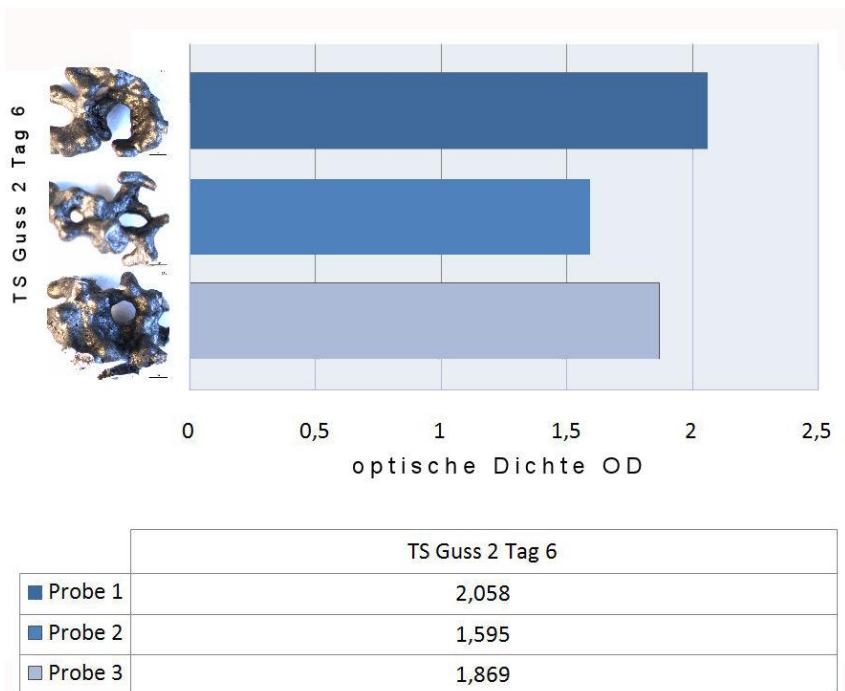 TS Guss 2 Tag 6
0 0,5 1 1,5 2 2,5
optische Dichte OD
TS Guss 2 Tag 6
Probe 1 2,058
Probe 2 1,595
Probe 3 1,869